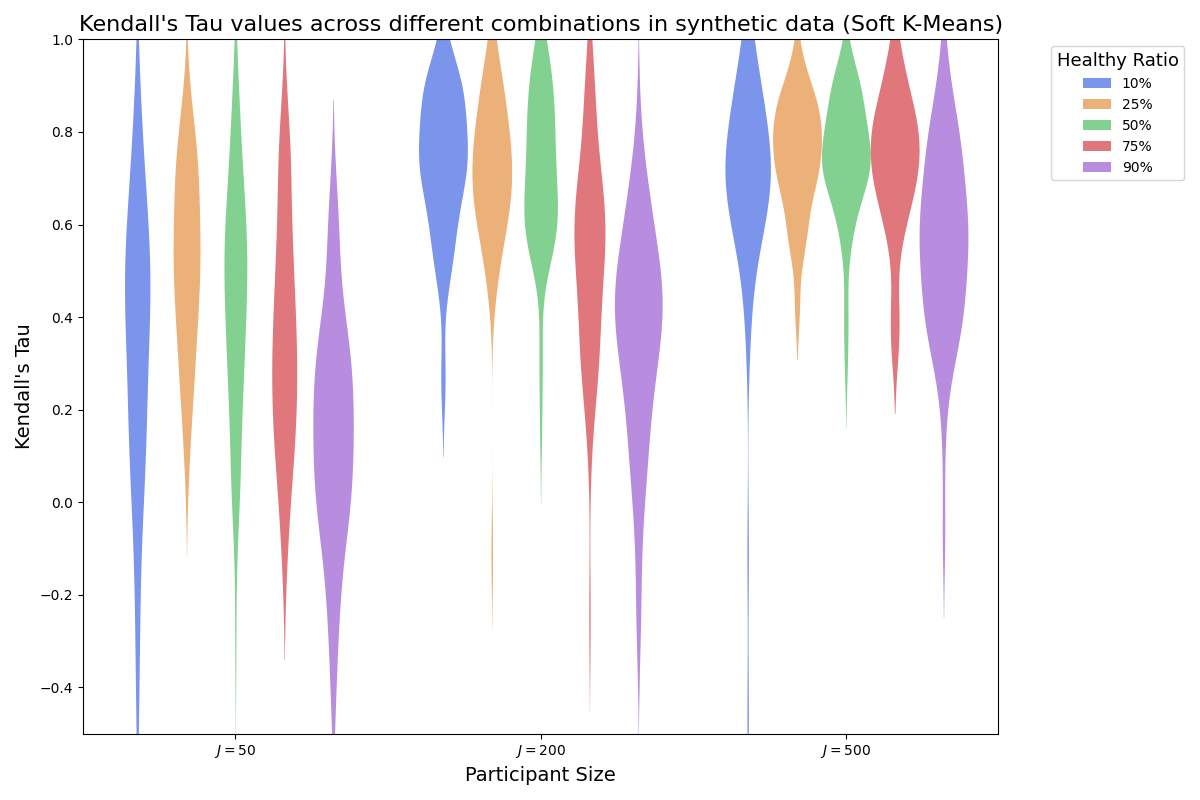 Kendall's Tau values across different combinations in synthetic data (Soft K-Means)
Kendall's Tau
1.0
0.8
0.6
0.4
0.2
0.0
−0.2
−0.4
J = 50
J = 200
J = 500
Participant Size
Healthy Ratio
10%
25%
50%
75%
90%